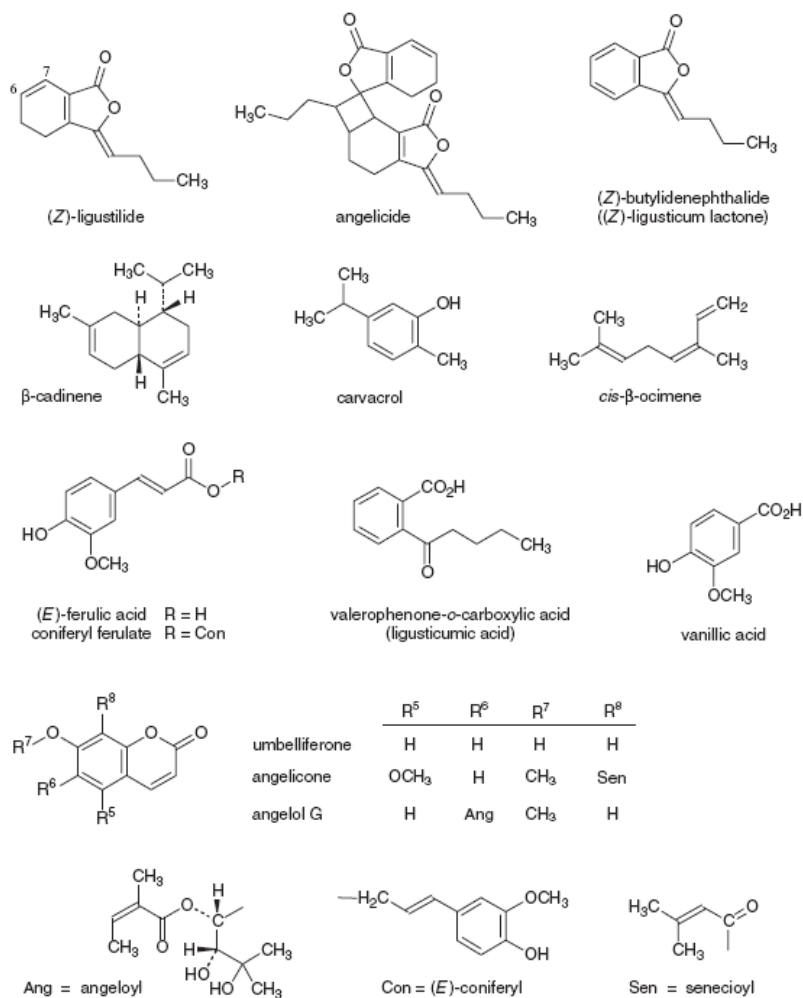 O
7
6
O
CH₃
(Z)-ligustilide
O
O
H₃C
O
O
CH₃
angelicide
O
O
CH₃
(Z)-butylidenephthalide
((Z)-ligusticum lactone)
H₃C CH₃
H H
H₃C
H
CH₃
β-cadinene
CH₃
H₃C
OH
CH₃
carvacrol
CH₂
CH₃
H₃C CH₃
cis-β-ocimene
O
O R
HO
OCH₃
(E)-ferulic acid R = H
coniferyl ferulate R = Con
CO₂H
CH₃
O
valerophenone-o-carboxylic acid
(ligusticumic acid)
CO₂H
HO
OCH₃
vanillic acid
R⁸
O O O
R⁷
R⁶
R⁵
R⁵ R⁶ R⁷ R⁸
umbelliferone H H H H
angelicone OCH₃ H CH₃ Sen
angelol G H Ang CH₃ H
CH₃ H
O C
CH₃ O H CH₃
HO
HO CH₃
Ang = angeloyl
H₂C OCH₃
OH
Con = (E)-coniferyl
H₃C O
C
CH₃
Sen = senecioyl